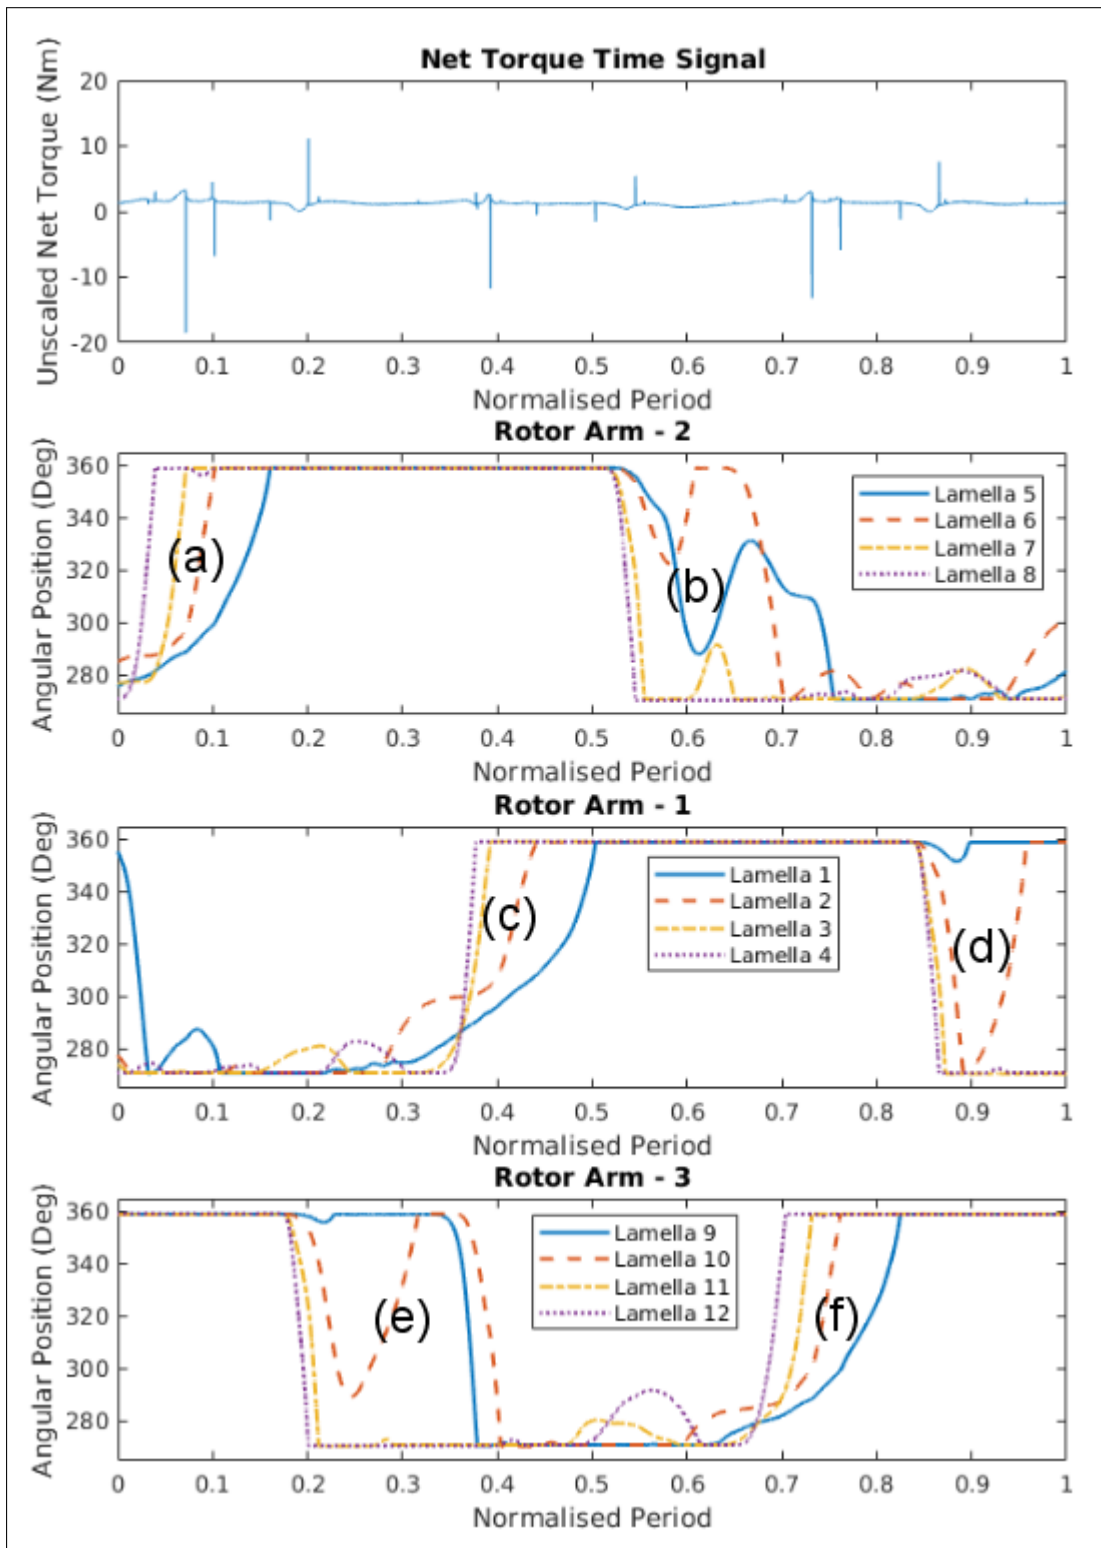 Net Torque Time Signal
Unscaled Net Torque (Nm)
20
10
0
-10
-20
0 0.1 0.2 0.3 0.4 0.5 0.6 0.7 0.8 0.9 1
Normalised Period
Rotor Arm - 2
Angular Position (Deg)
360
340
320
300
280
(a)
(b)
Lamella 5
Lamella 6
Lamella 7
Lamella 8
0 0.1 0.2 0.3 0.4 0.5 0.6 0.7 0.8 0.9 1
Normalised Period
Rotor Arm - 1
Angular Position (Deg)
360
340
320
300
280
(c)
Lamella 1
Lamella 2
Lamella 3
Lamella 4
(d)
0 0.1 0.2 0.3 0.4 0.5 0.6 0.7 0.8 0.9 1
Normalised Period
Rotor Arm - 3
Angular Position (Deg)
360
340
320
300
280
(e)
Lamella 9
Lamella 10
Lamella 11
Lamella 12
(f)
0 0.1 0.2 0.3 0.4 0.5 0.6 0.7 0.8 0.9 1
Normalised Period